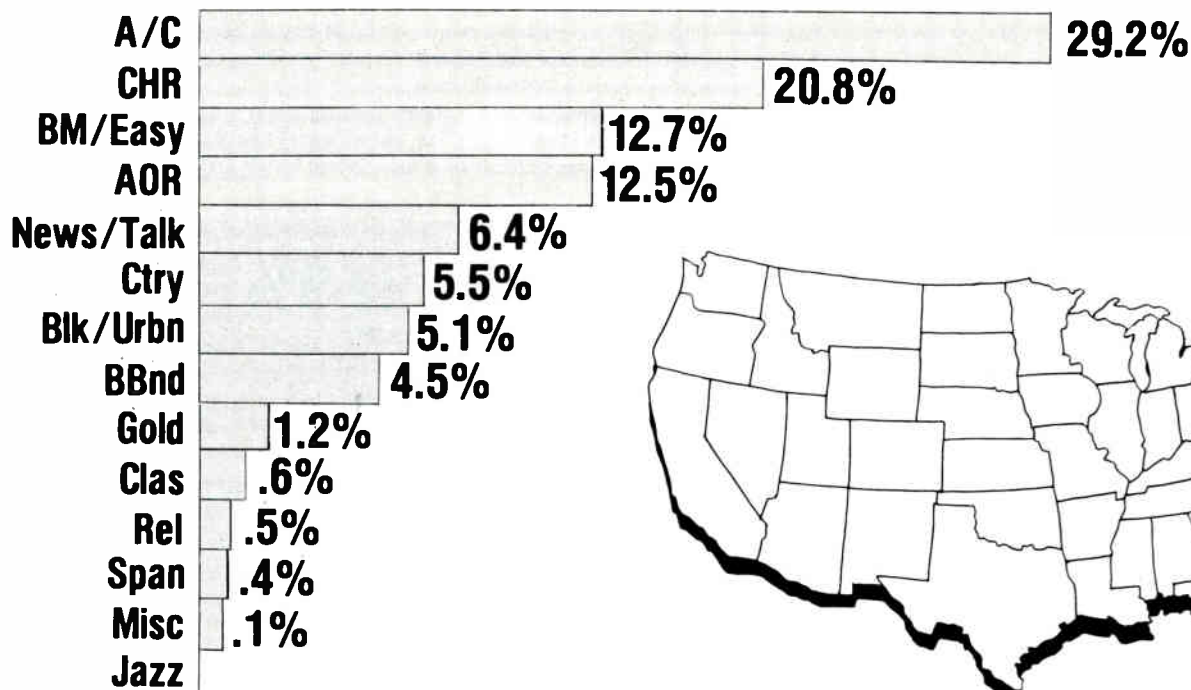 A/C 29.2%
CHR 20.8%
BM/Easy 12.7%
AOR 12.5%
News/Talk 6.4%
Ctry 5.5%
Blk/Urbn 5.1%
BBnd 4.5%
Gold 1.2%
Clas .6%
Rel .5%
Span .4%
Misc .1%
Jazz